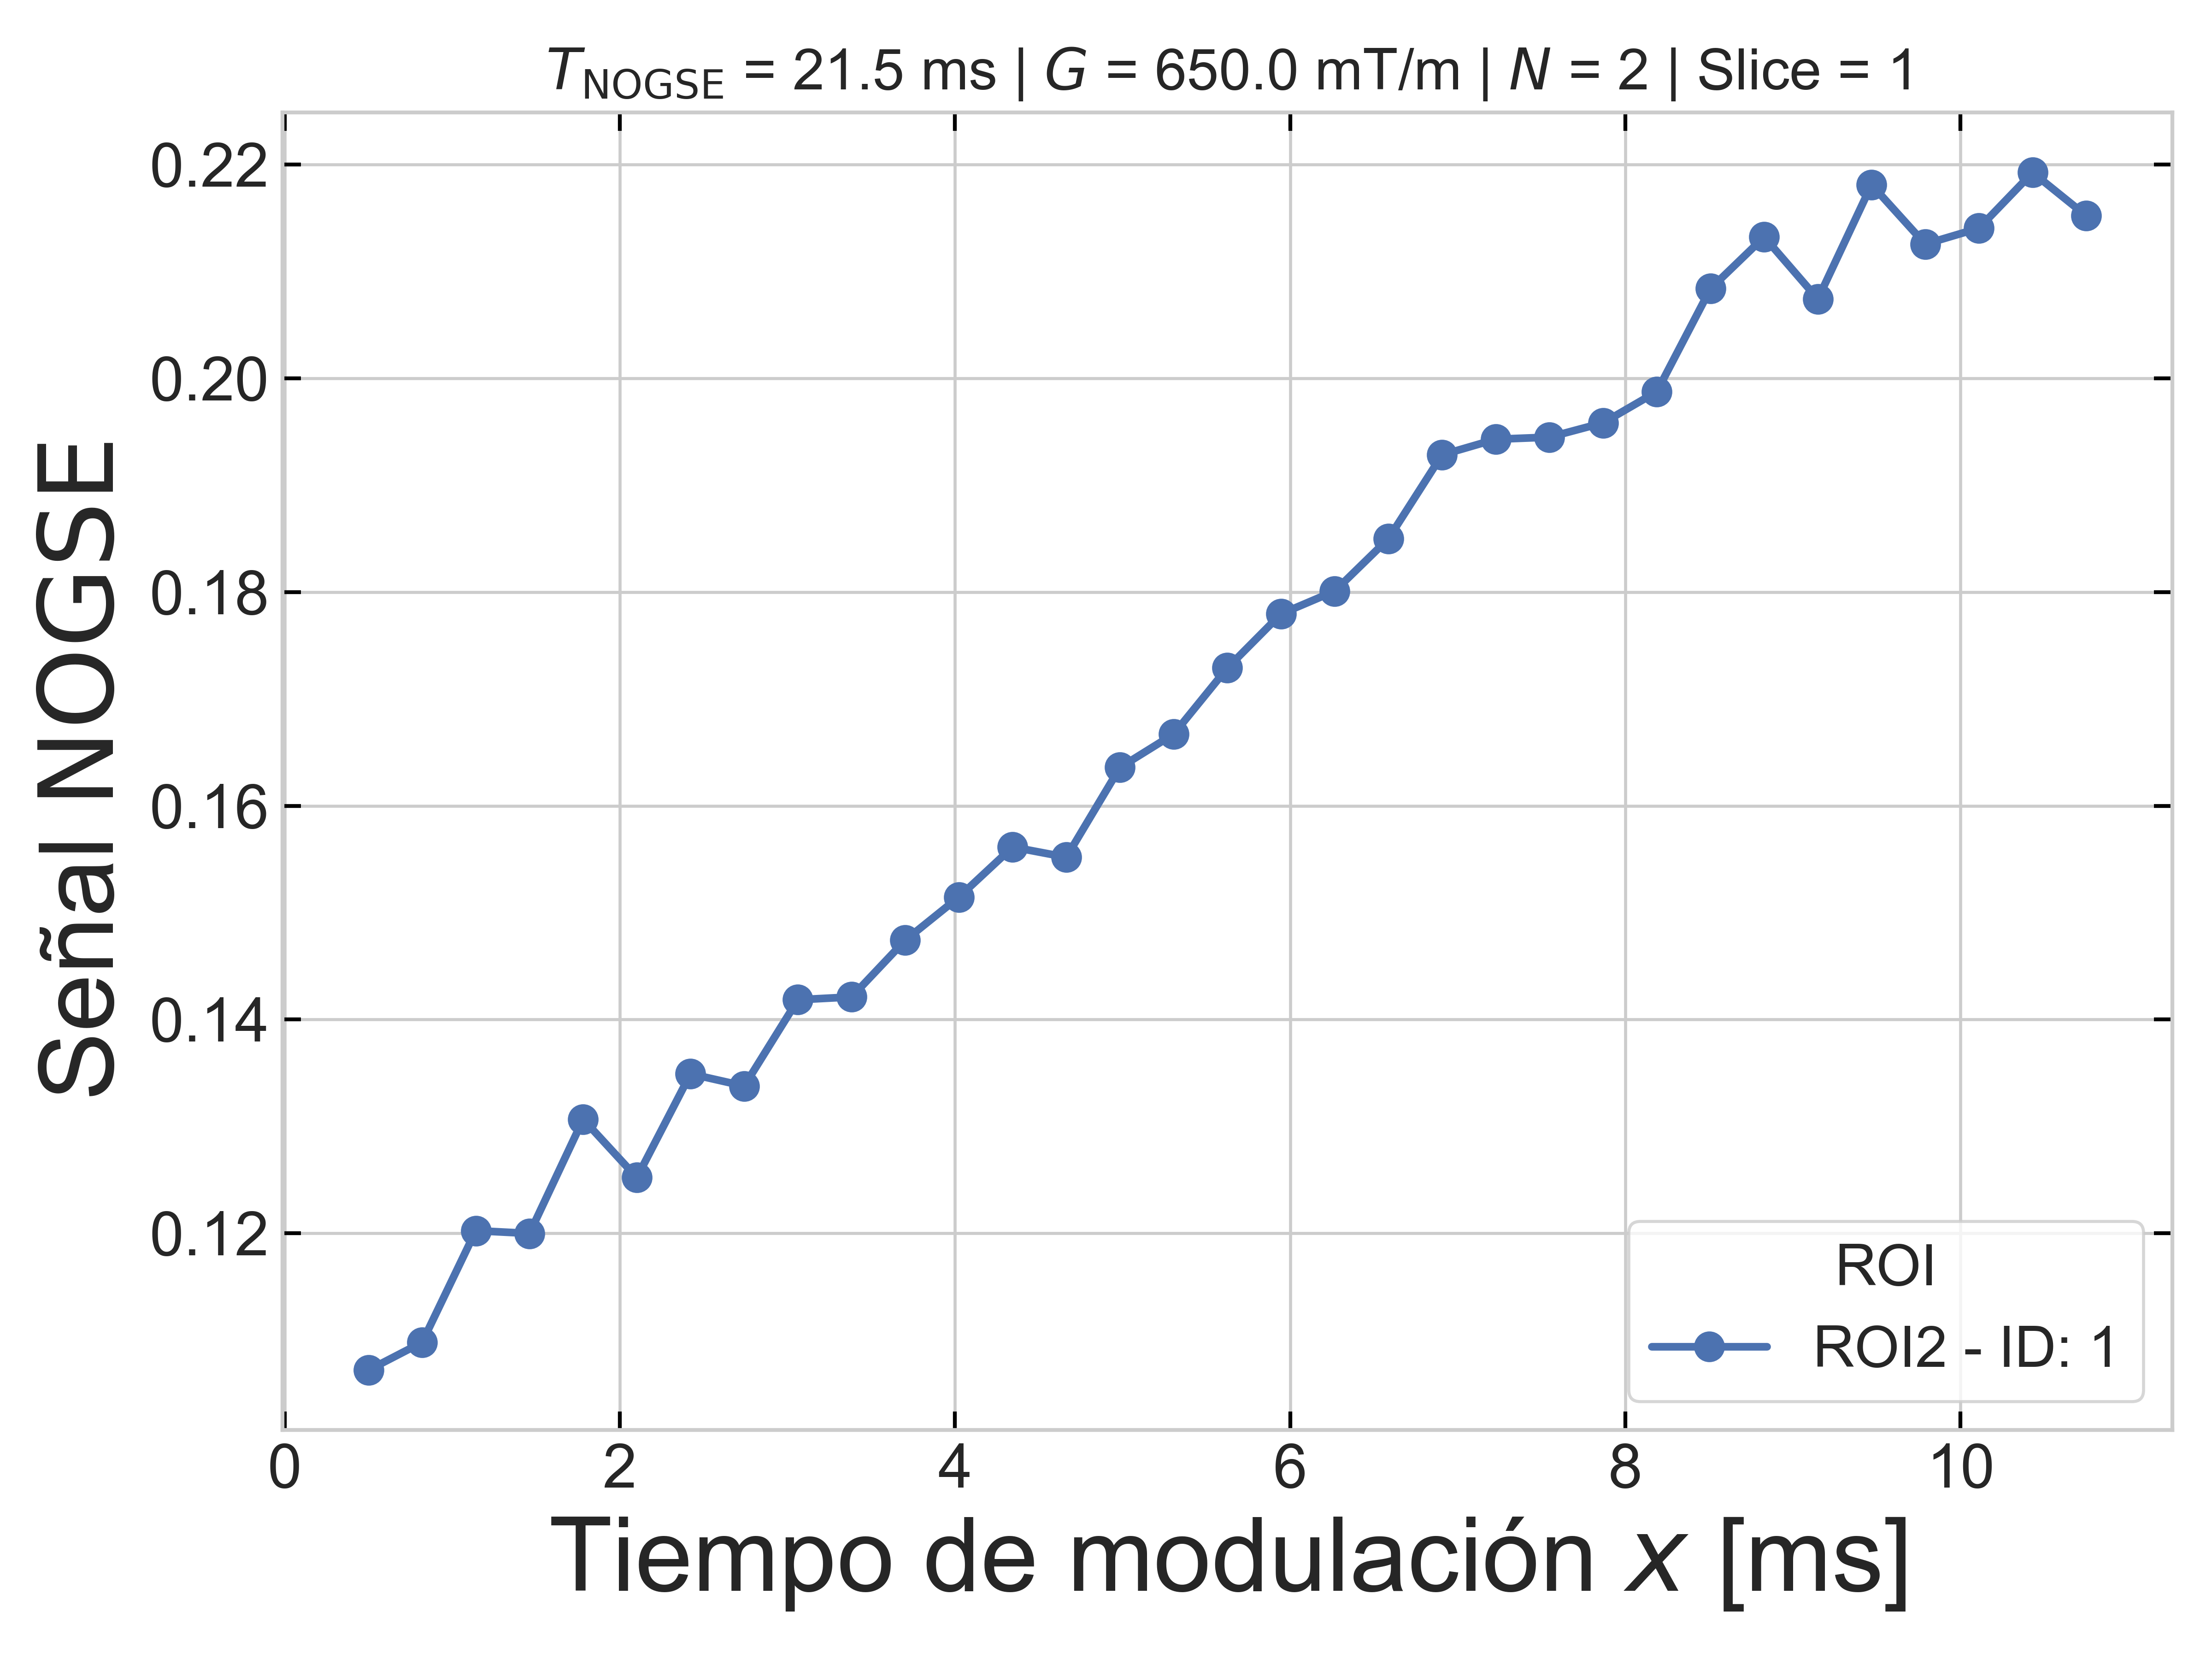 T_NOGSE = 21.5 ms | G = 650.0 mT/m | N = 2 | Slice = 1
Señal NOGSE
0.22
0.20
0.18
0.16
0.14
0.12
ROI
ROI2 - ID: 1
0 2 4 6 8 10
Tiempo de modulación x [ms]